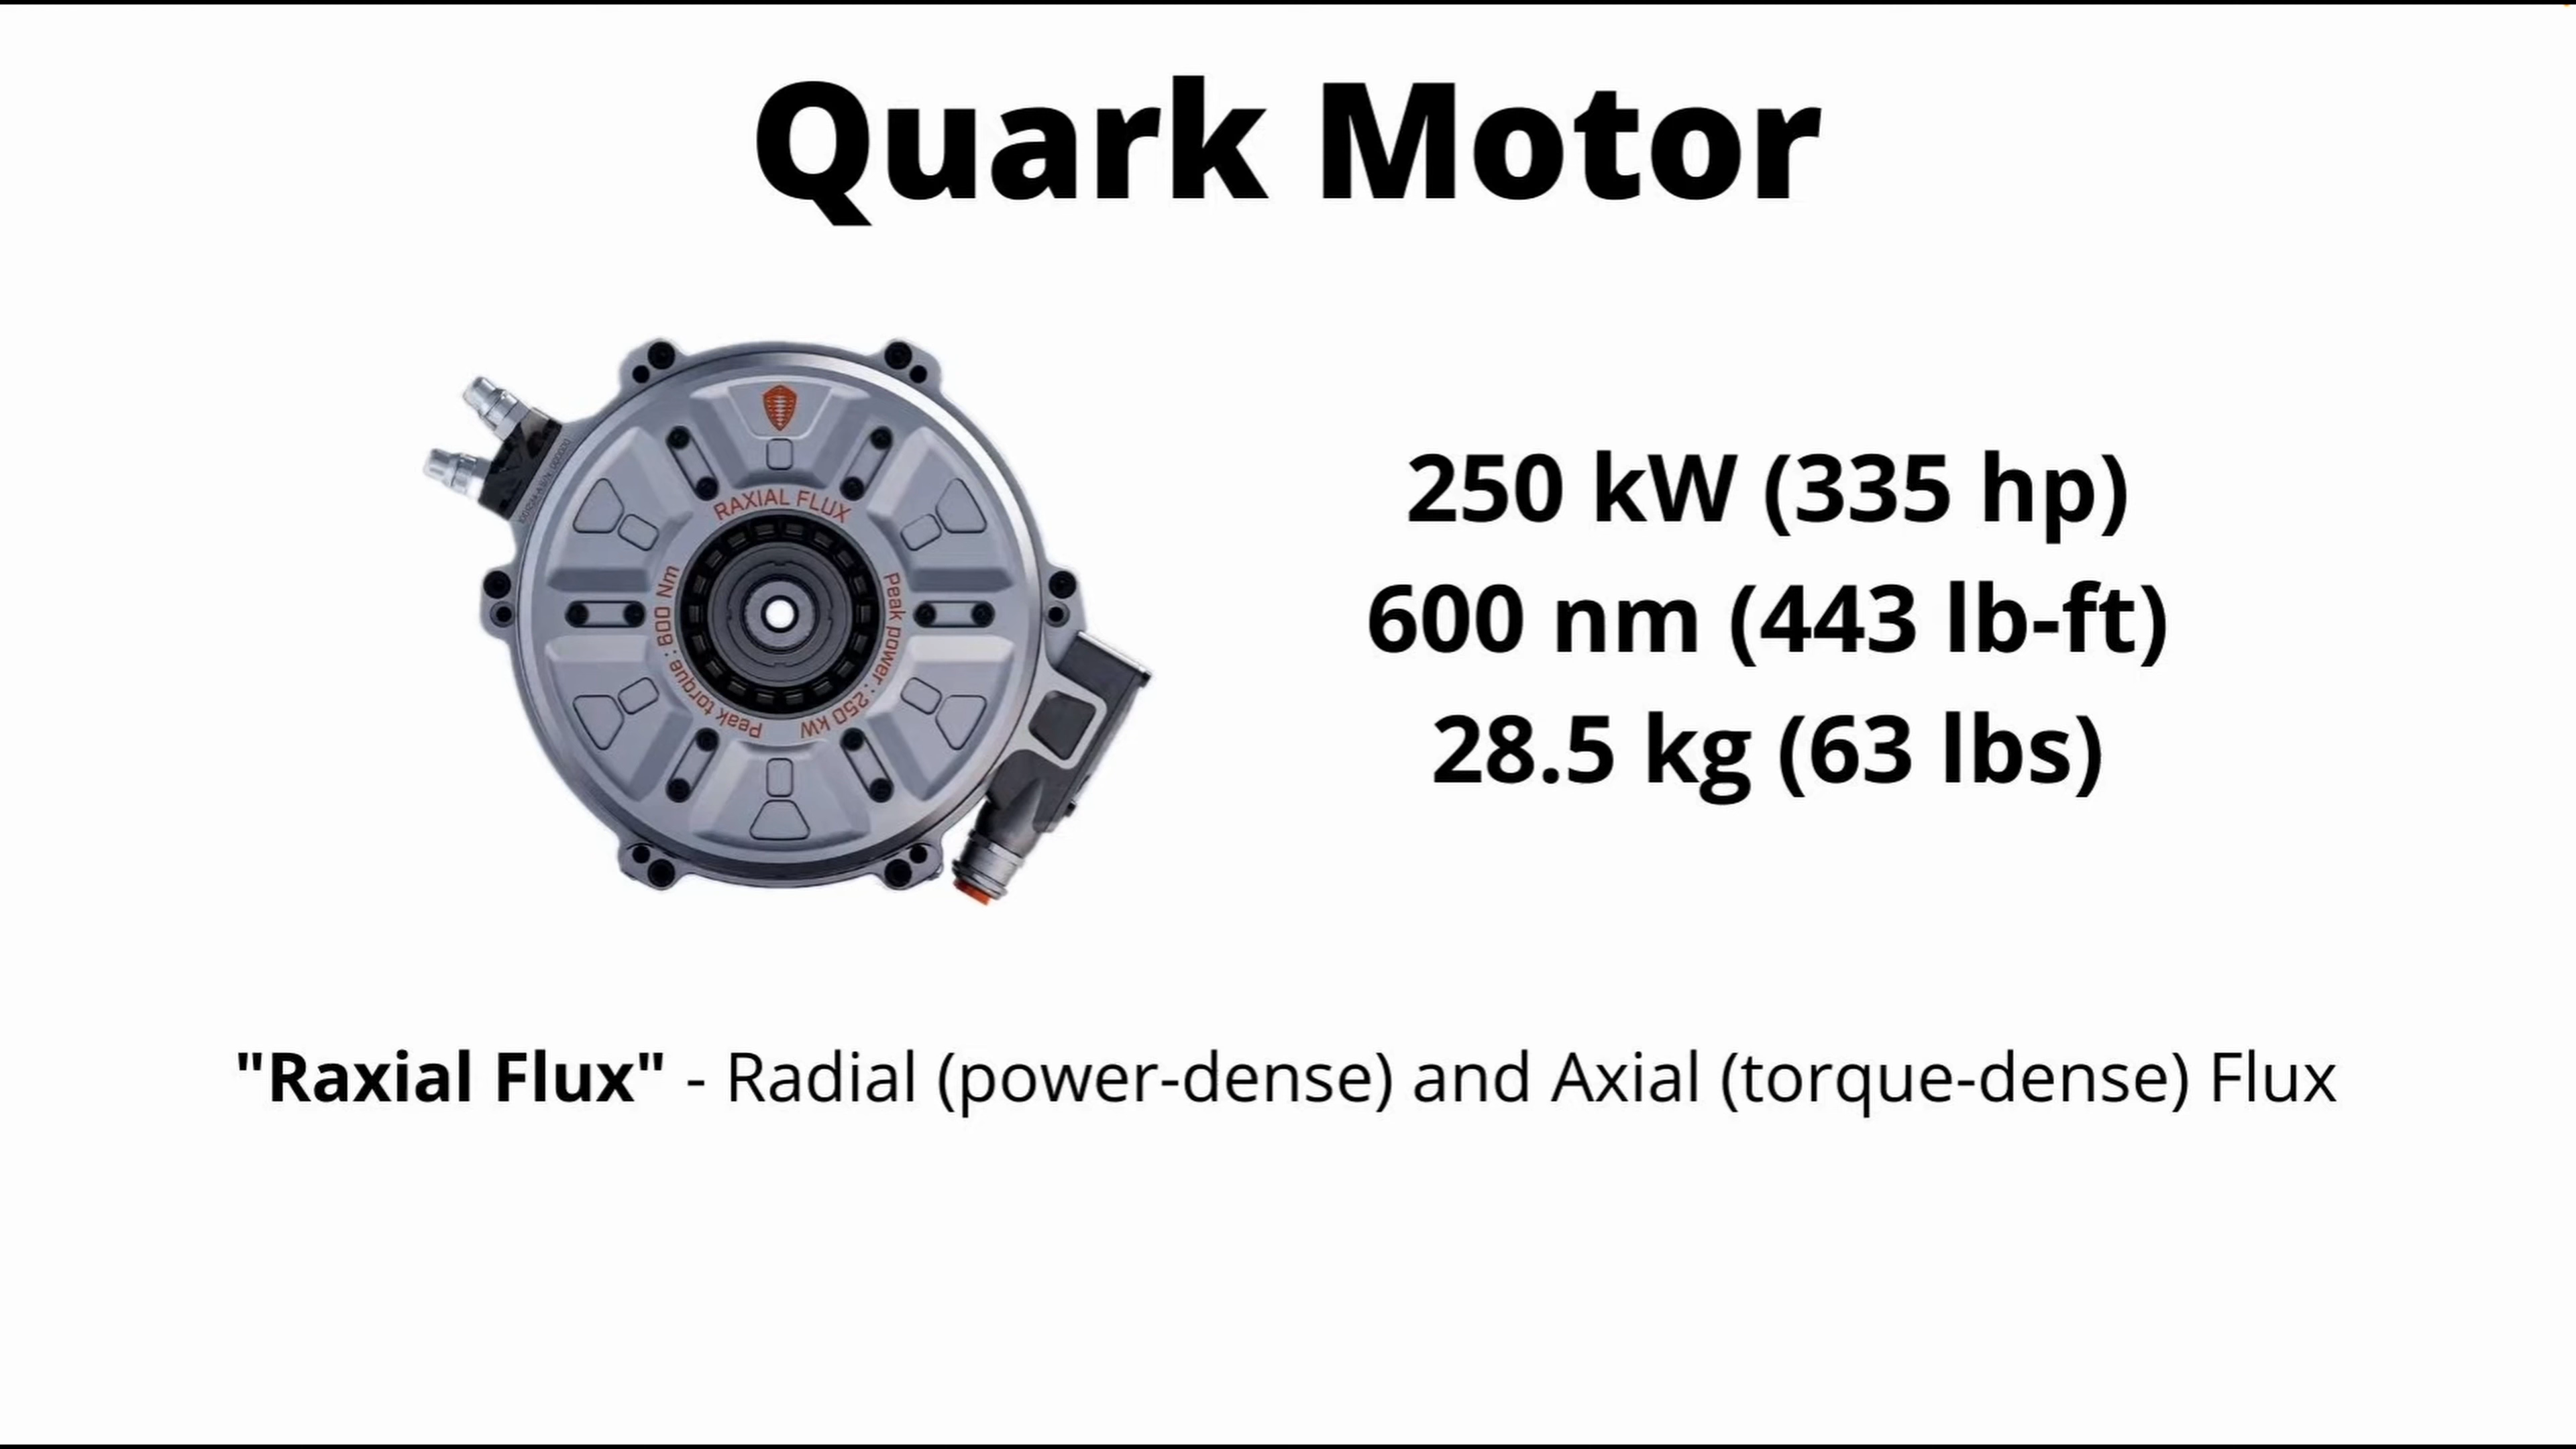 Quark Motor
RAXIAL FLUX
Peak power : 250 kW
Peak torque : 600 Nm
250 kW (335 hp)
600 nm (443 lb-ft)
28.5 kg (63 lbs)
"Raxial Flux" - Radial (power-dense) and Axial (torque-dense) Flux